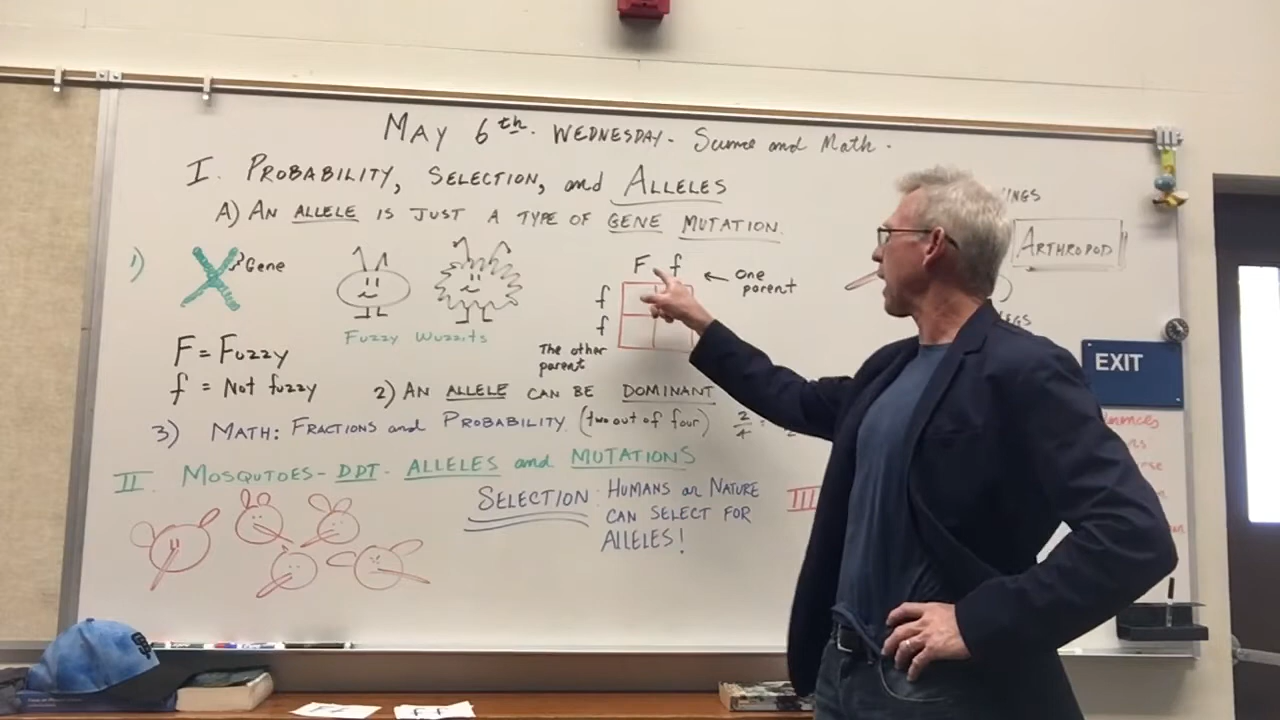 MAY 6th. WEDNESDAY- Science and Math.
I. PROBABILITY, SELECTION, and ALLELES
A) AN ALLELE IS JUST A TYPE OF GENE MUTATION.
1)
Gene
Fuzzy Wuzzits
F = Fuzzy
f = Not fuzzy
F f
← One parent
f
f
The other
parent
2) AN ALLELE CAN BE DOMINANT
3) MATH: FRACTIONS and PROBABILITY. (two out of four) 2/4 =
II. MOSQUTOES- DDT- ALLELES and MUTATIONS
SELECTION: HUMANS or NATURE
CAN SELECT FOR
ALLELES!
III
ARTHROPOD
EXIT
SF